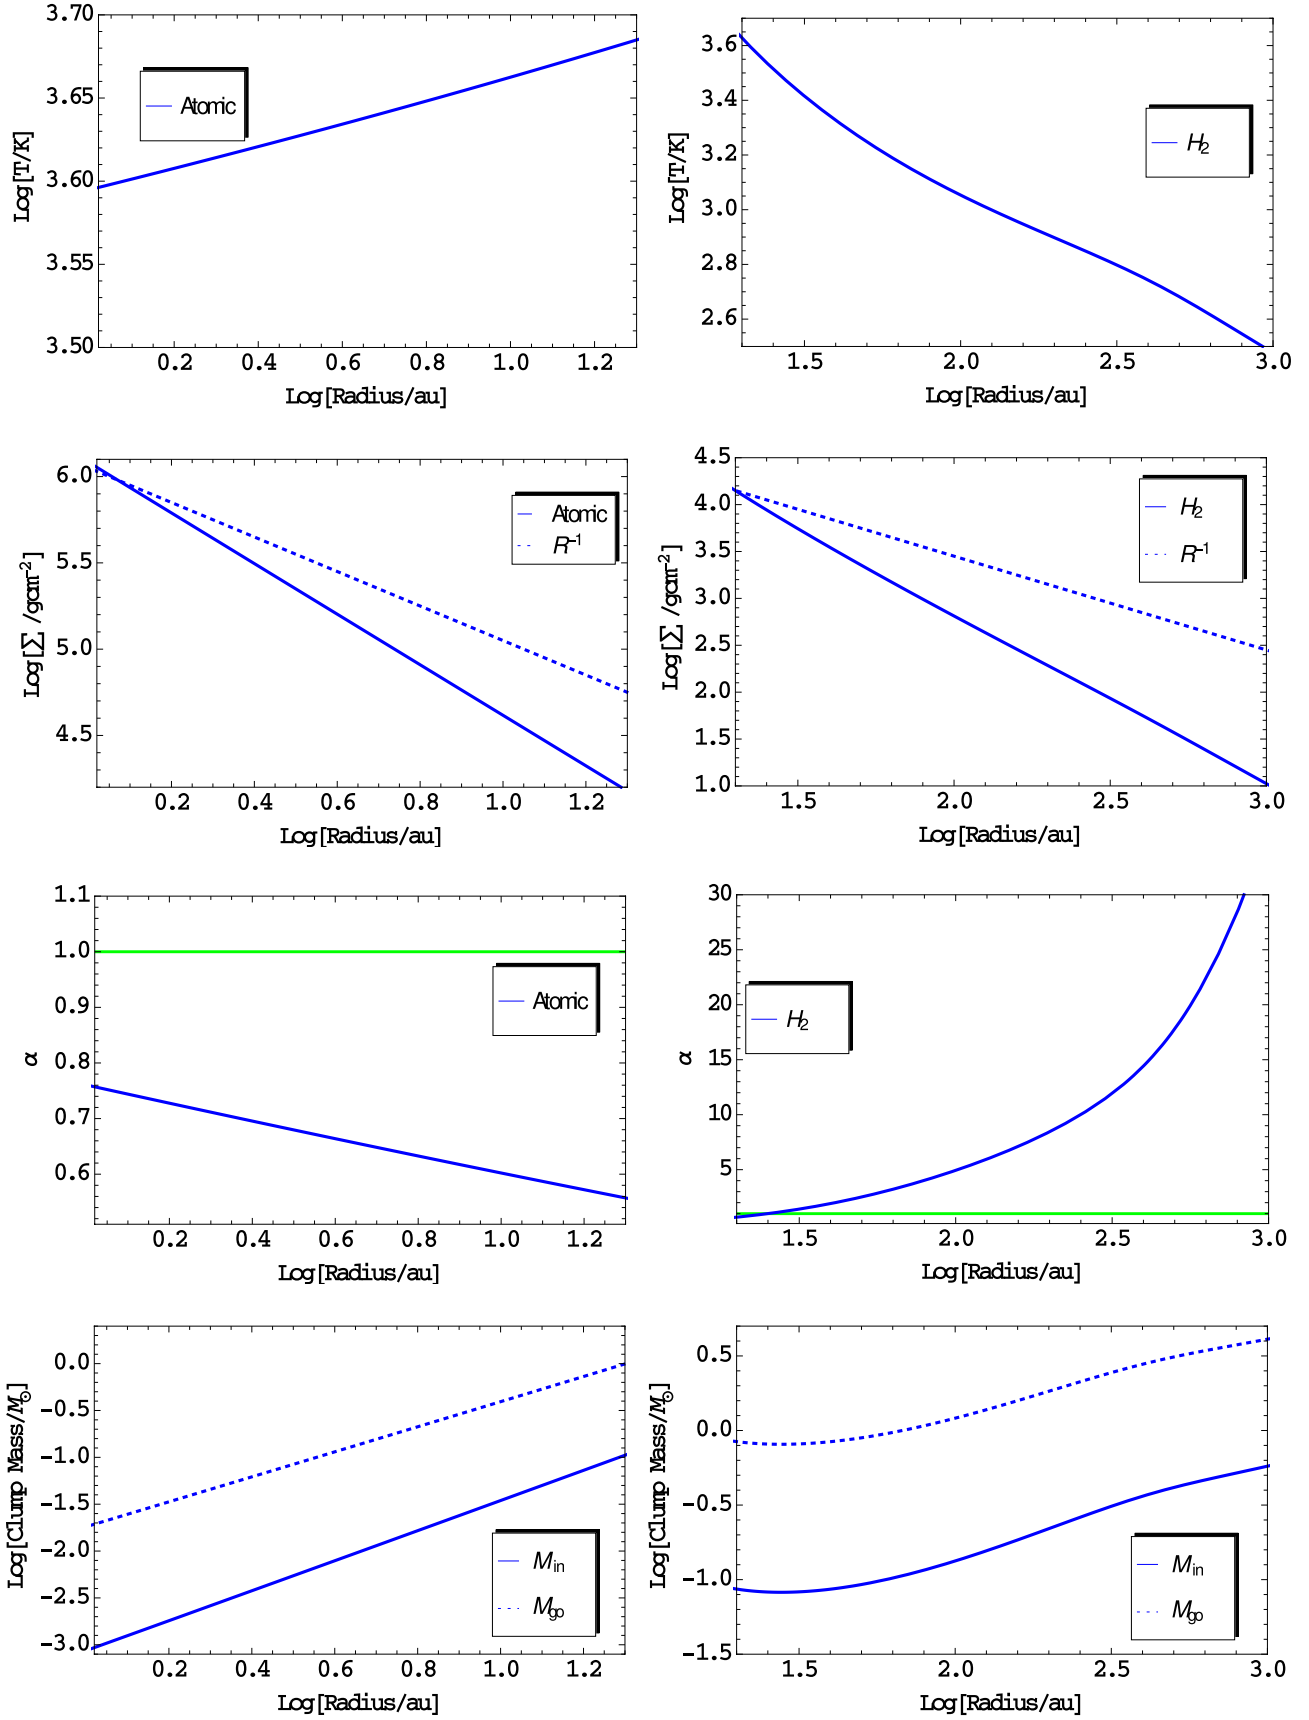 3.70
3.65
3.60
3.55
3.50
Log[T/K]
Atomic
0.2 0.4 0.6 0.8 1.0 1.2
Log[Radius/au]
3.6
3.4
3.2
3.0
2.8
2.6
Log[T/K]
H2
1.5 2.0 2.5 3.0
Log[Radius/au]
6.0
5.5
5.0
4.5
Log[∑ /gcm−2]
Atomic
R−1
0.2 0.4 0.6 0.8 1.0 1.2
Log[Radius/au]
4.5
4.0
3.5
3.0
2.5
2.0
1.5
1.0
Log[∑ /gcm−2]
H2
R−1
1.5 2.0 2.5 3.0
Log[Radius/au]
1.1
1.0
0.9
0.8
0.7
0.6
α
Atomic
0.2 0.4 0.6 0.8 1.0 1.2
Log[Radius/au]
30
25
20
15
10
5
α
H2
1.5 2.0 2.5 3.0
Log[Radius/au]
0.0
−0.5
−1.0
−1.5
−2.0
−2.5
−3.0
Log[Clump Mass/M⊙]
Min
Mgo
0.2 0.4 0.6 0.8 1.0 1.2
Log[Radius/au]
0.5
0.0
−0.5
−1.0
−1.5
Log[Clump Mass/M⊙]
Min
Mgo
1.5 2.0 2.5 3.0
Log[Radius/au]